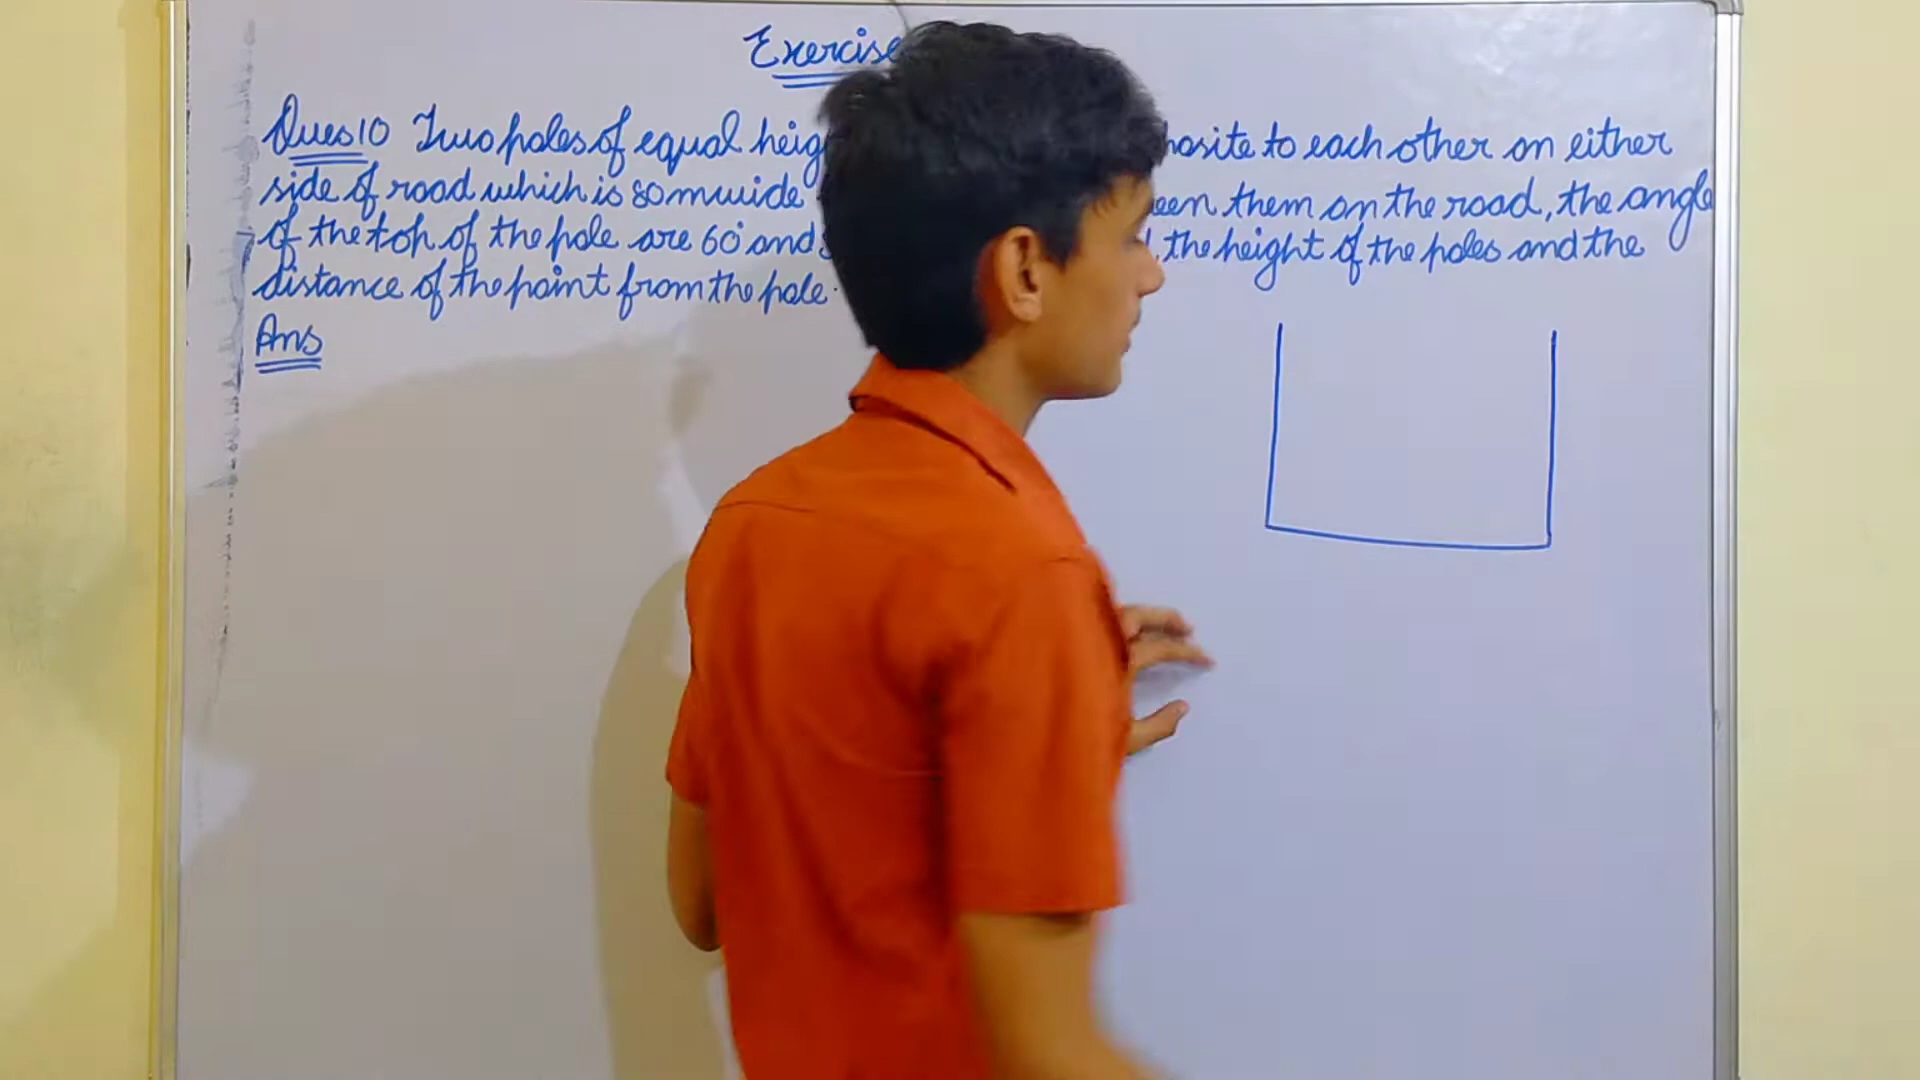 Exercise
Ques10 Two poles of equal heig posite to each other on either
side of road which is 80m wide een them on the road, the angle
of the top of the pole are 60° and the height of the poles and the
distance of the point from the pole.
Ans